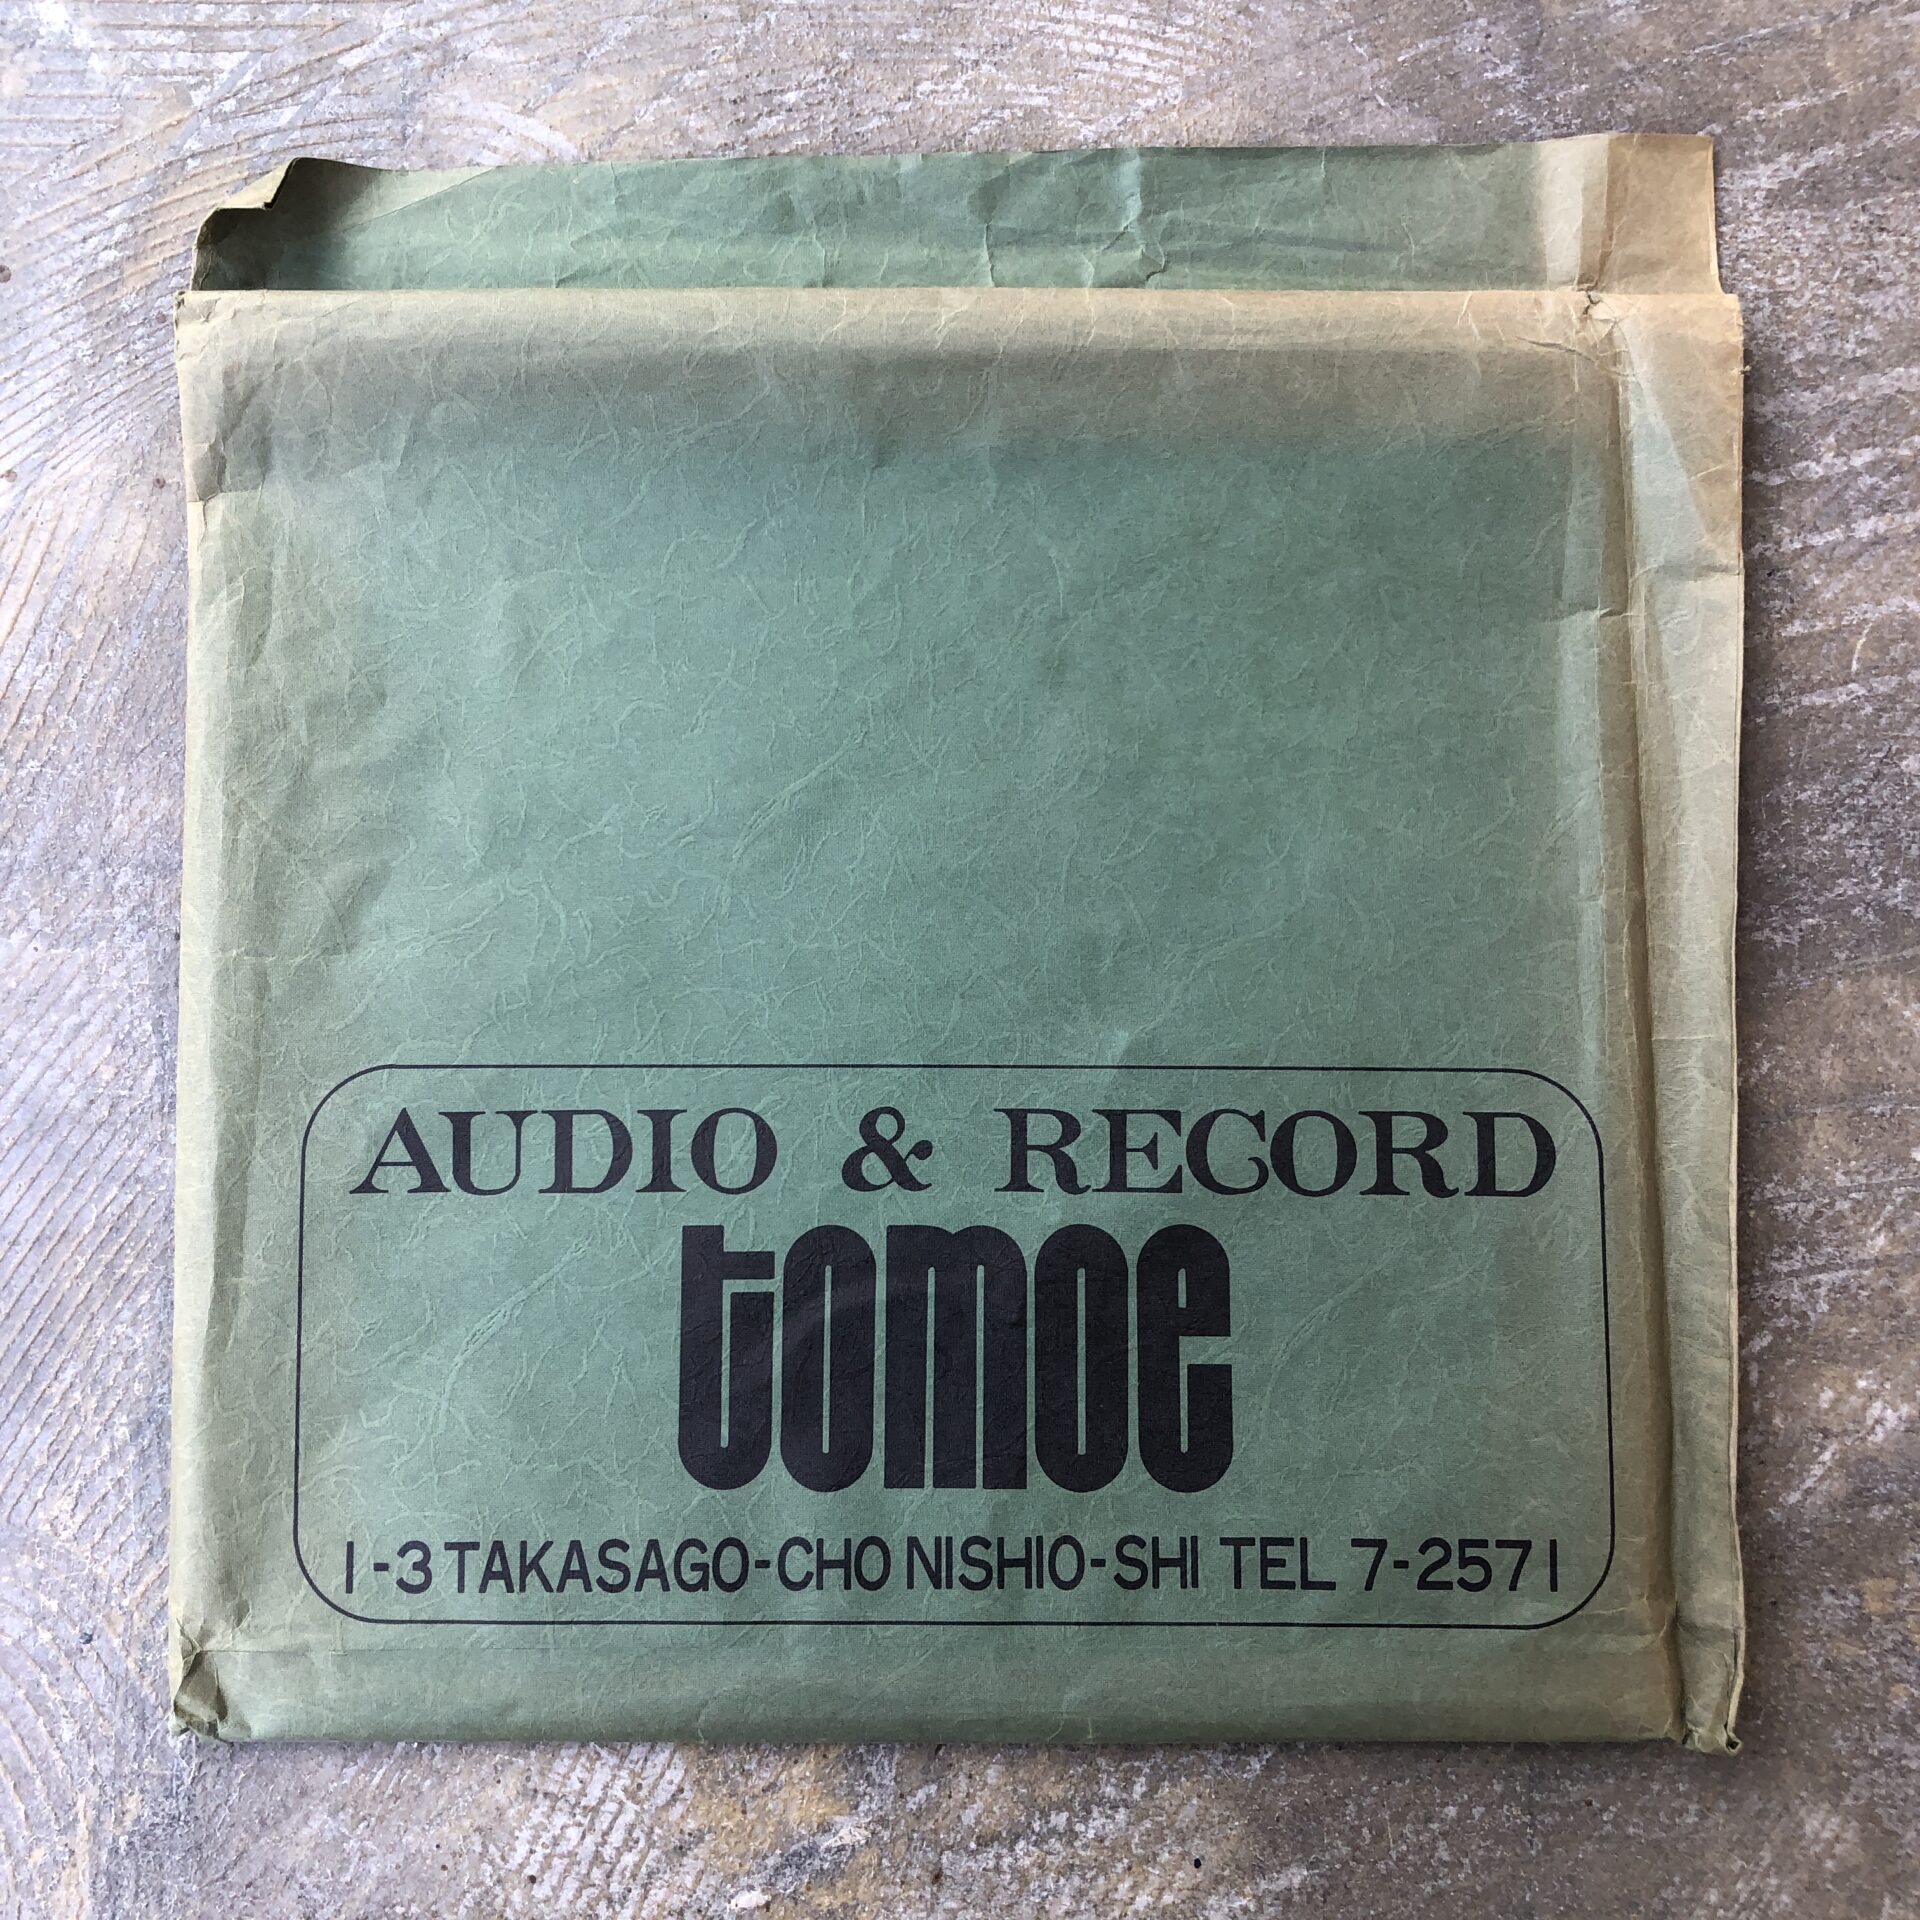 AUDIO & RECORD
tomoe
1-3 TAKASAGO-CHO NISHIO-SHI TEL 7-2571